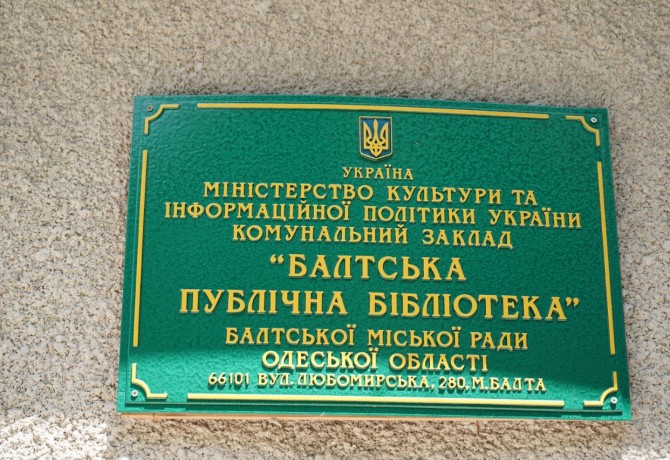 УКРАЇНА
МІНІСТЕРСТВО КУЛЬТУРИ ТА
ІНФОРМАЦІЙНОЇ ПОЛІТИКИ УКРАЇНИ
КОМУНАЛЬНИЙ ЗАКЛАД
“БАЛТСЬКА
ПУБЛІЧНА БІБЛІОТЕКА”
БАЛТСЬКОЇ МІСЬКОЇ РАДИ
ОДЕСЬКОЇ ОБЛАСТІ
66101 ВУЛ. ЛЮБОМИРСЬКА, 280, М.БАЛТА